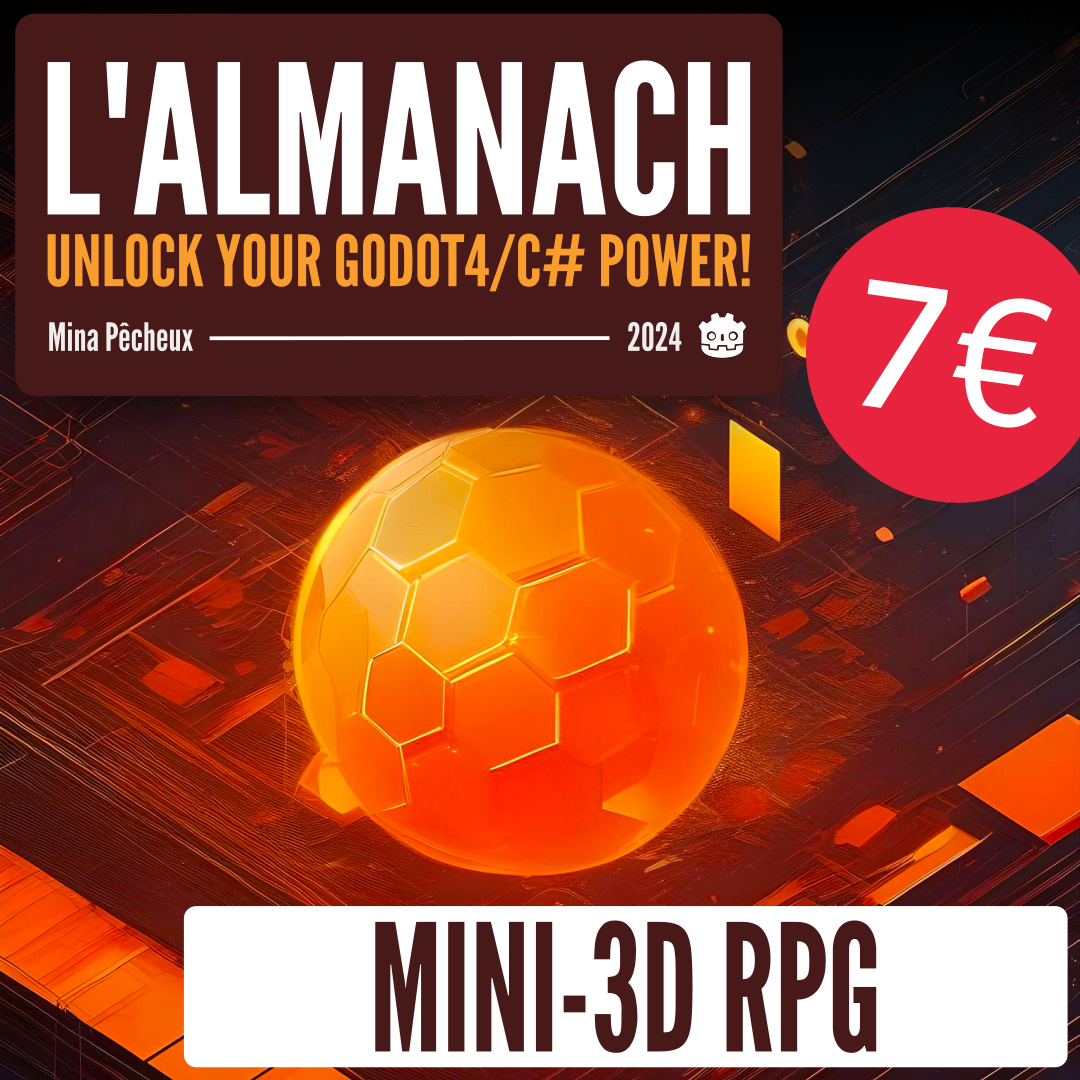 L'ALMANACH
UNLOCK YOUR GODOT4/C# POWER!
Mina Pêcheux 2024
7€
MINI-3D RPG